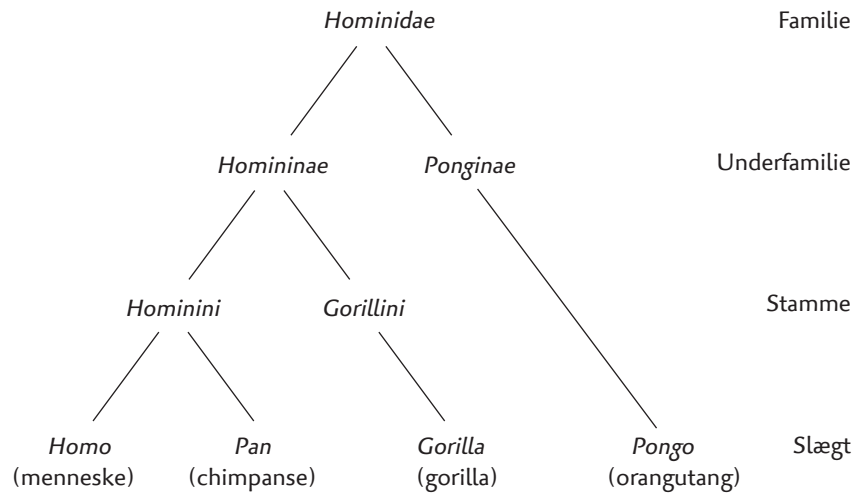 Hominidae Familie
Homininae Ponginae Underfamilie
Hominini Gorillini Stamme
Homo Pan Gorilla Pongo Slægt
(menneske) (chimpanse) (gorilla) (orangutang)